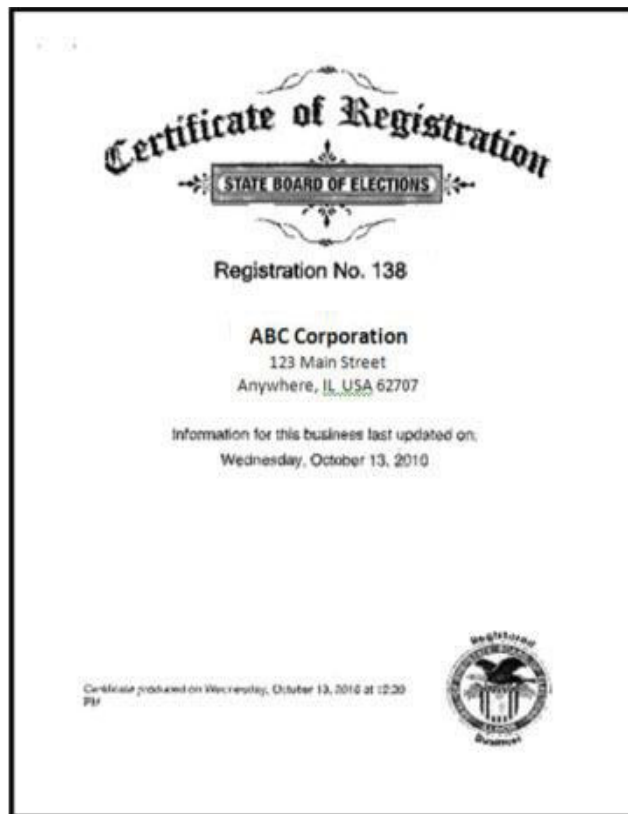 Certificate of Registration
STATE BOARD OF ELECTIONS
Registration No. 138
ABC Corporation
123 Main Street
Anywhere, IL USA 62707
Information for this business last updated on:
Wednesday, October 13, 2010
Registered
Certificate produced on Wednesday, October 13, 2010 at 12:30
PM
Business